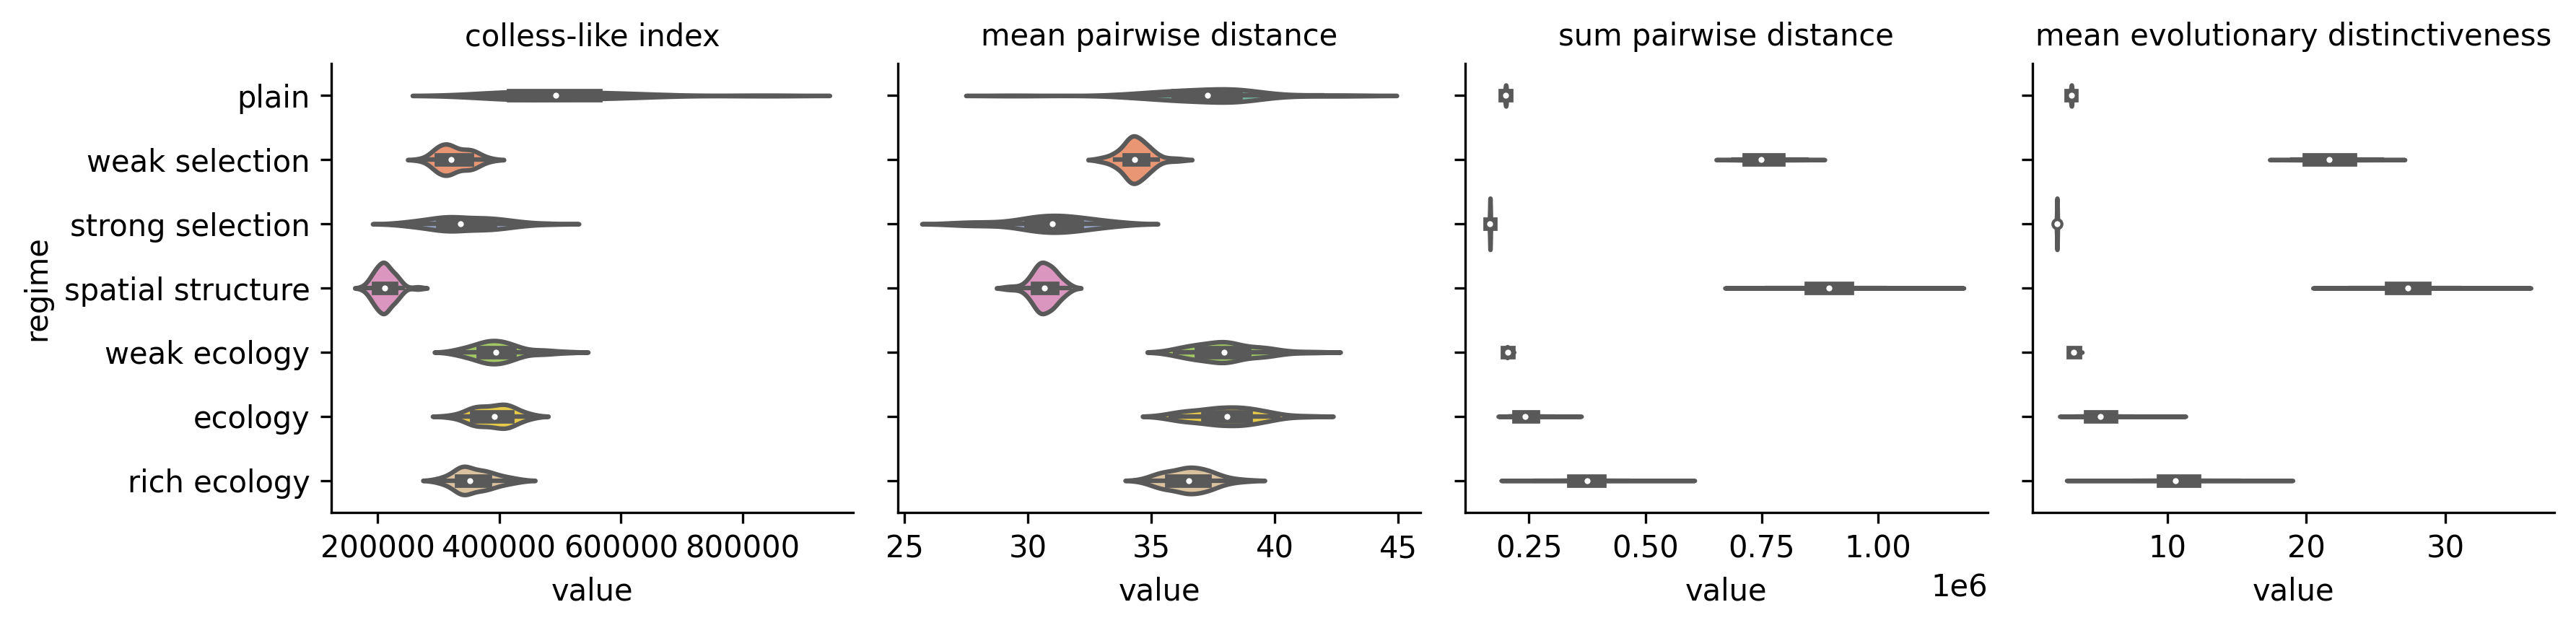 colless-like index
mean pairwise distance
sum pairwise distance
mean evolutionary distinctiveness
regime
plain
weak selection
strong selection
spatial structure
weak ecology
ecology
rich ecology
200000 400000 600000 800000
value
25 30 35 40 45
value
0.25 0.50 0.75 1.00
1e6
value
10 20 30
value